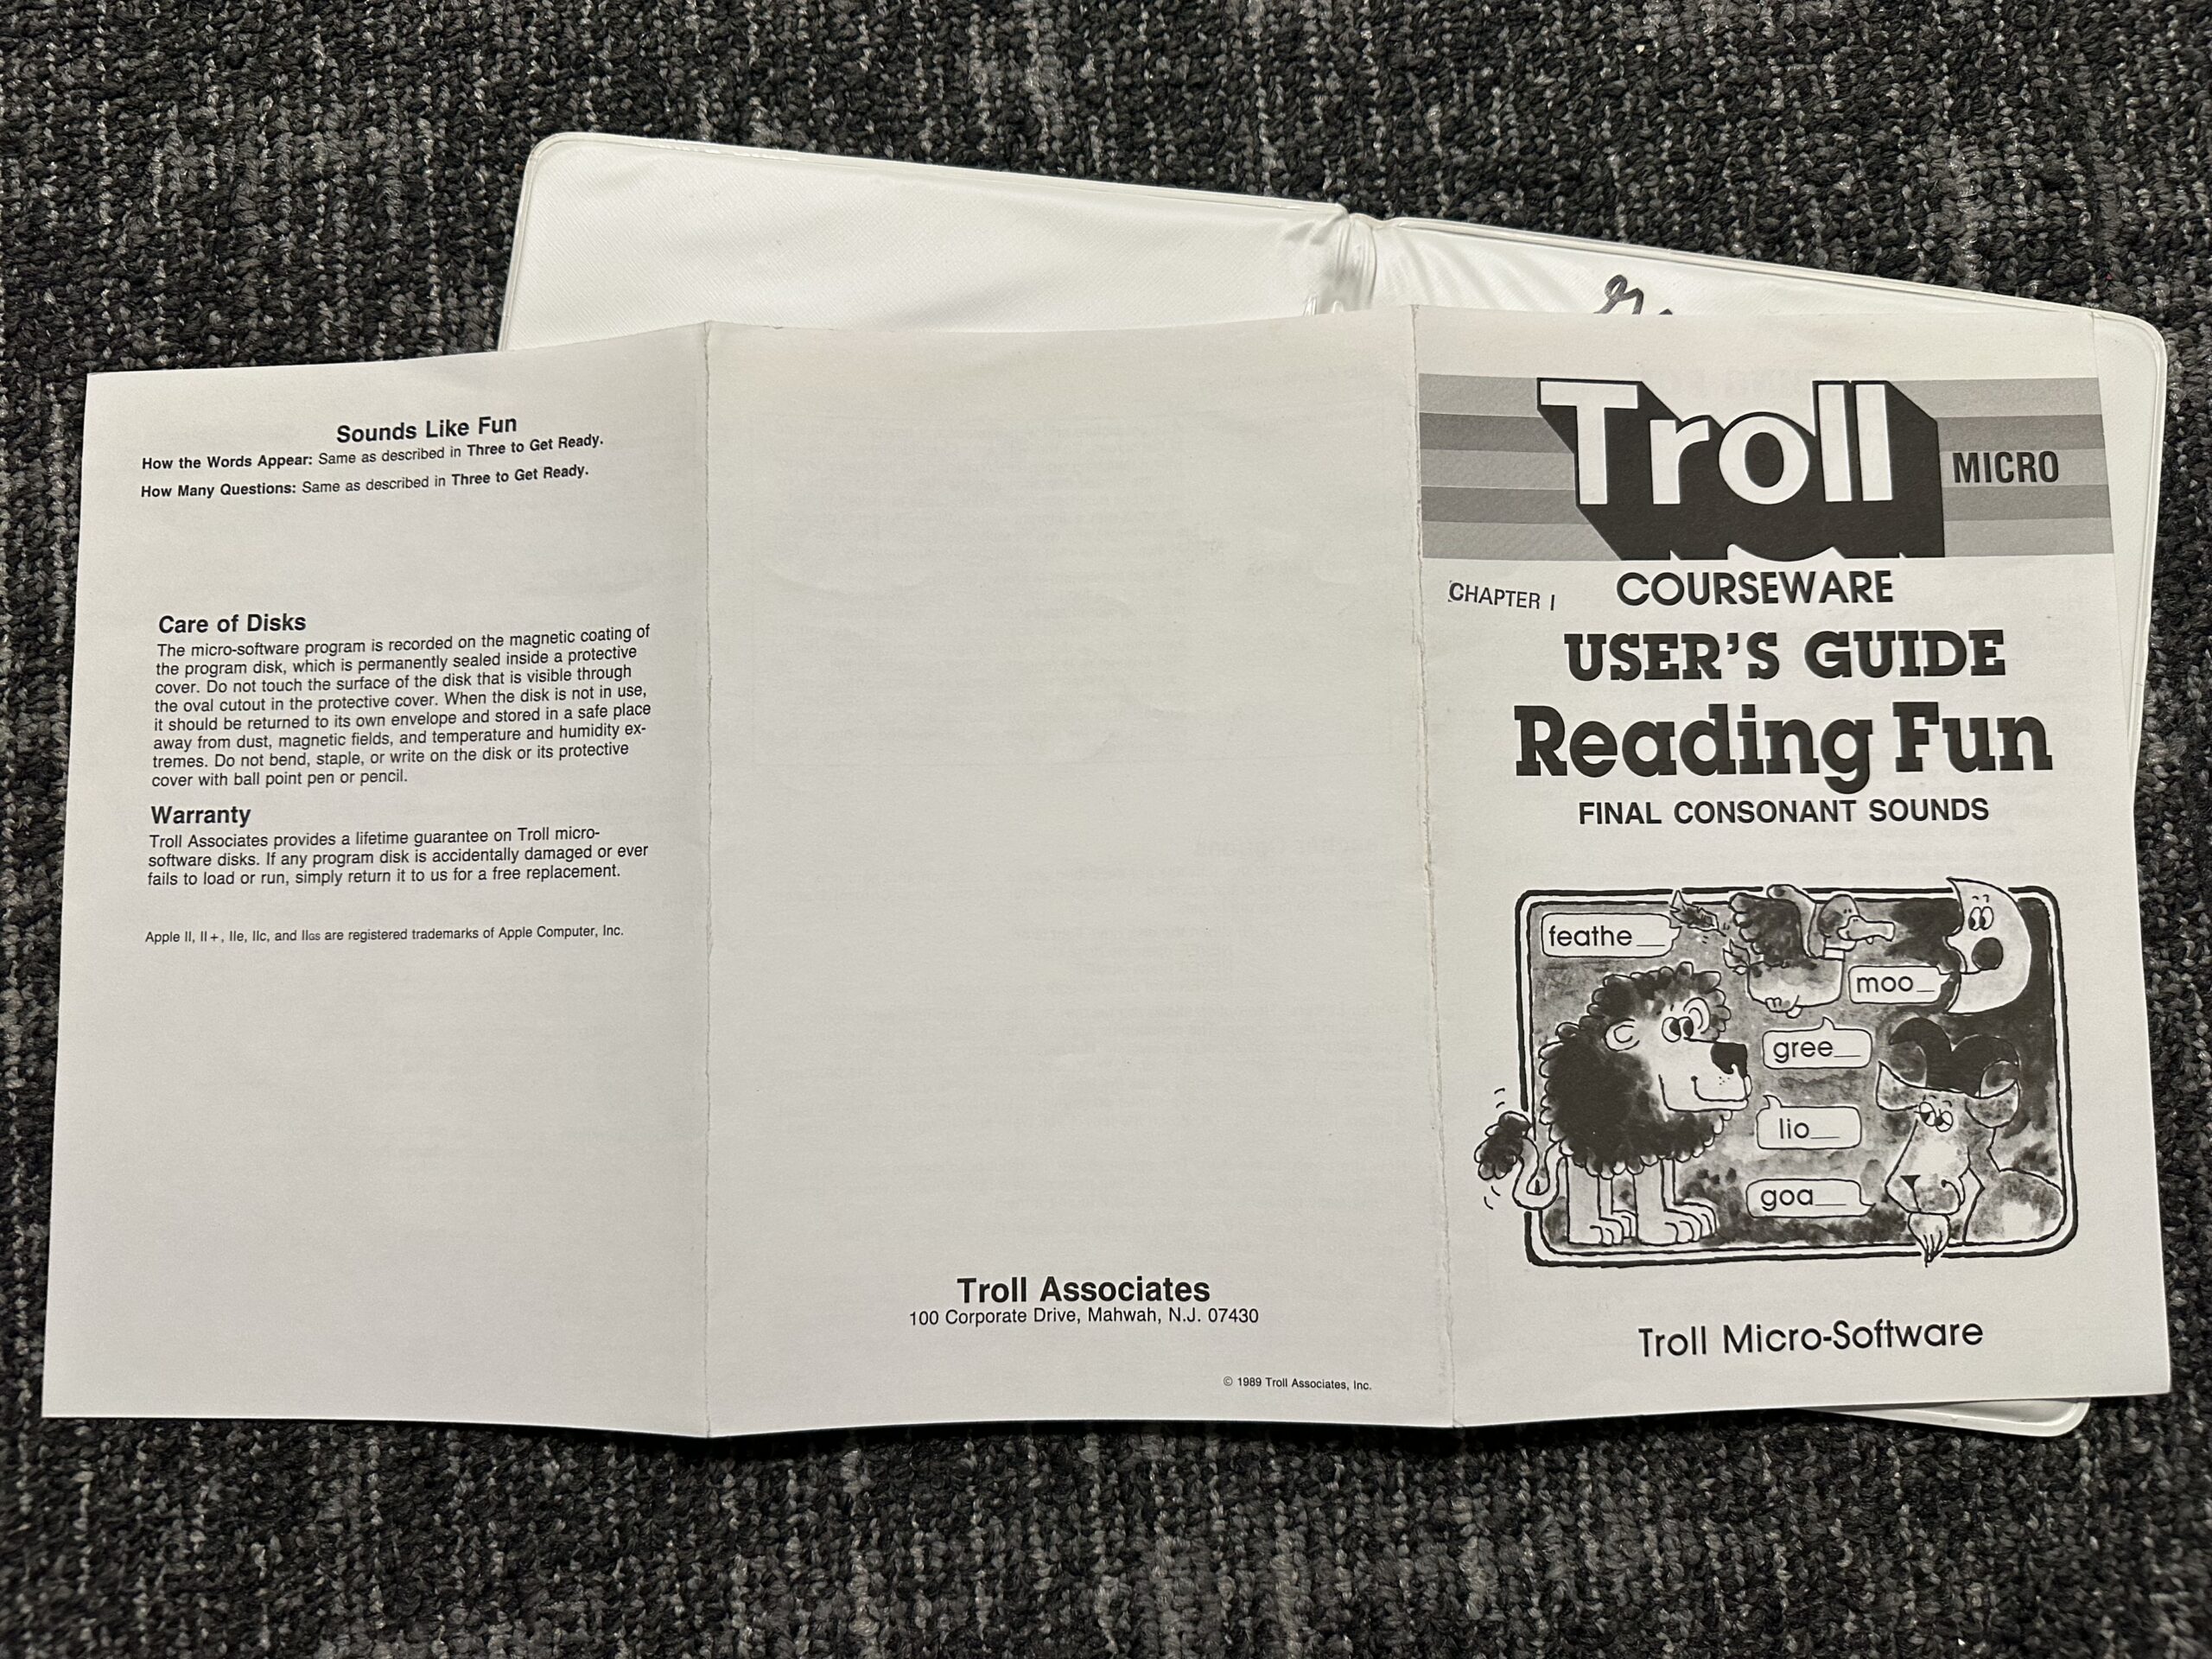 Sounds Like Fun
How the Words Appear: Same as described in Three to Get Ready.
How Many Questions: Same as described in Three to Get Ready.
Care of Disks
The micro-software program is recorded on the magnetic coating of
the program disk, which is permanently sealed inside a protective
cover. Do not touch the surface of the disk that is visible through
the oval cutout in the protective cover. When the disk is not in use,
it should be returned to its own envelope and stored in a safe place
away from dust, magnetic fields, and temperature and humidity ex-
tremes. Do not bend, staple, or write on the disk or its protective
cover with ball point pen or pencil.
Warranty
Troll Associates provides a lifetime guarantee on Troll micro-
software disks. If any program disk is accidentally damaged or ever
fails to load or run, simply return it to us for a free replacement.
Apple II, II+, IIe, IIc, and IIGS are registered trademarks of Apple Computer, Inc.
Troll Associates
100 Corporate Drive, Mahwah, N.J. 07430
© 1989 Troll Associates, Inc.
Troll MICRO
COURSEWARE
CHAPTER I
USER'S GUIDE
Reading Fun
FINAL CONSONANT SOUNDS
feathe__
moo_
gree__
lio__
goa__
Troll Micro-Software